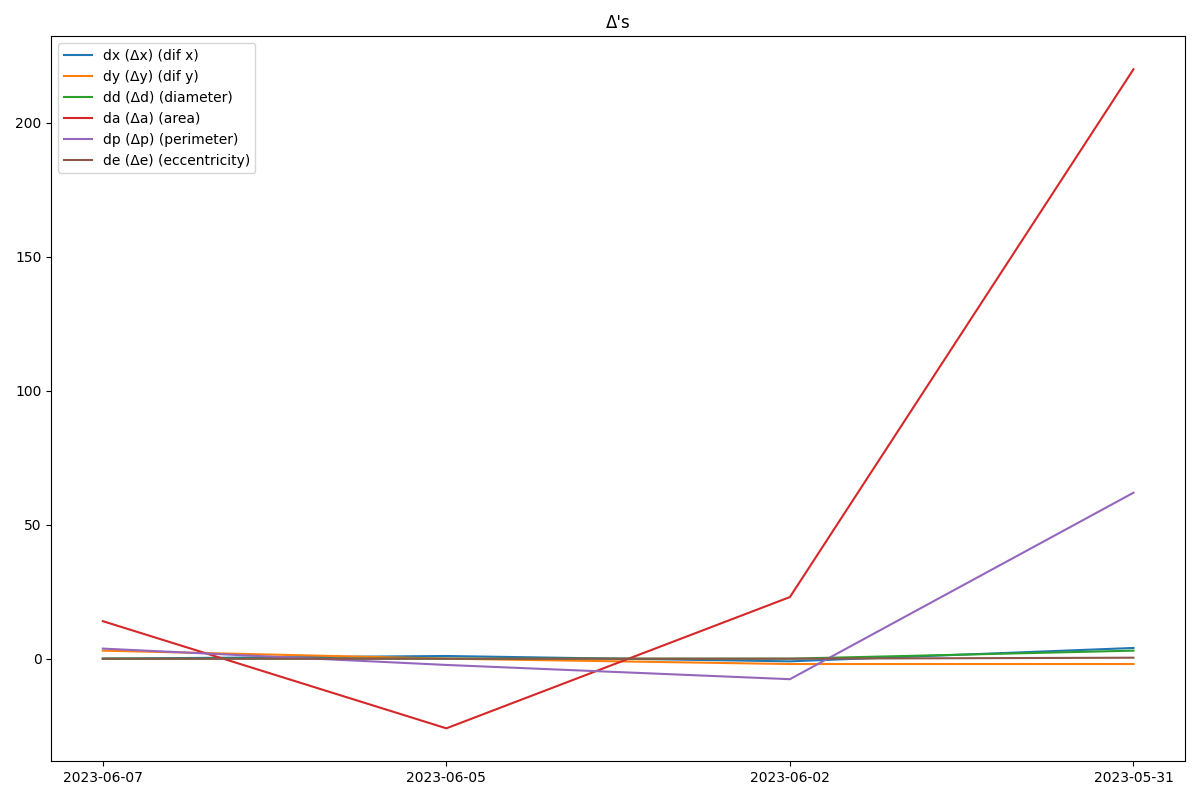 Δ's
dx (Δx) (dif x)
dy (Δy) (dif y)
dd (Δd) (diameter)
da (Δa) (area)
dp (Δp) (perimeter)
de (Δe) (eccentricity)
200
150
100
50
0
2023-06-07 2023-06-05 2023-06-02 2023-05-31